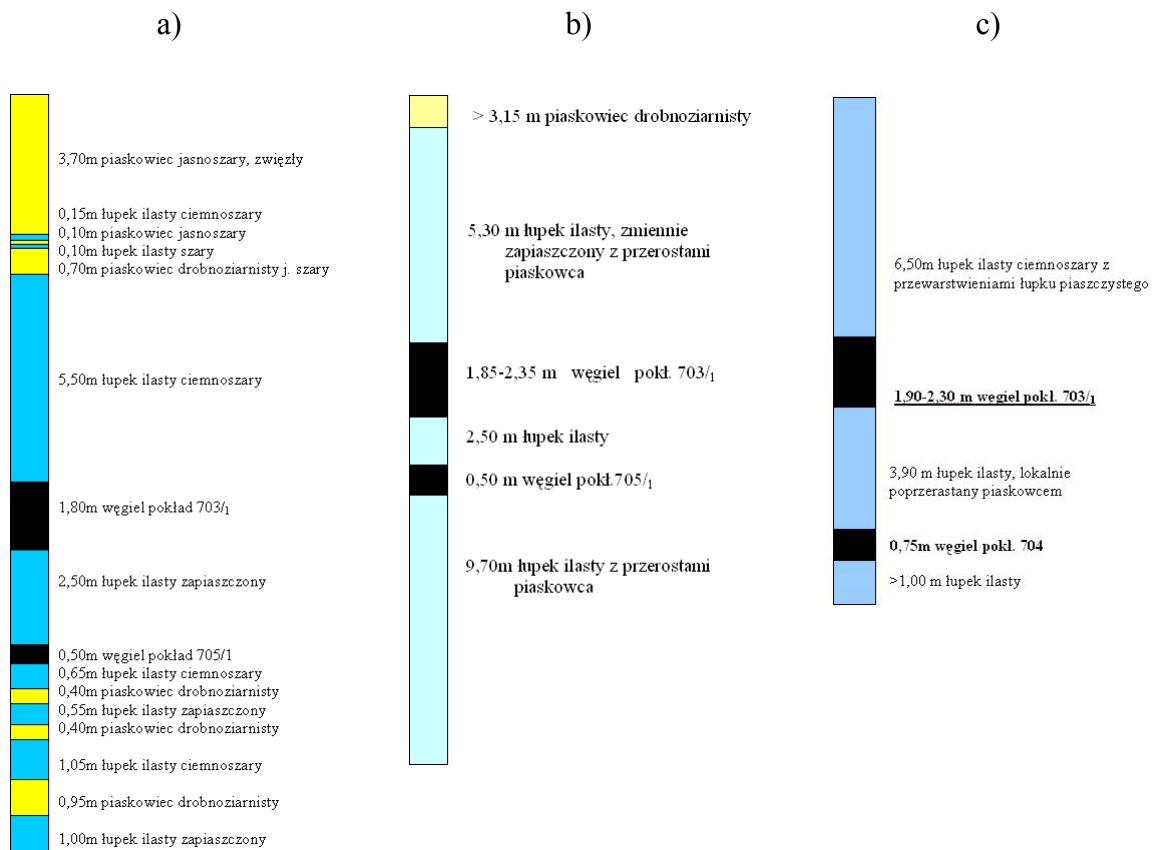 a)
b)
c)
3,70m piaskowiec jasnoszary, zwięzły
0,15m łupek ilasty ciemnoszary
0,10m piaskowiec jasnoszary
0,10m łupek ilasty szary
0,70m piaskowiec drobnoziarnisty j. szary
5,50m łupek ilasty ciemnoszary
1,80m węgiel pokład 703/1
2,50m łupek ilasty zapiaszczony
0,50m węgiel pokład 705/1
0,65m łupek ilasty ciemnoszary
0,40m piaskowiec drobnoziarnisty
0,55m łupek ilasty zapiaszczony
0,40m piaskowiec drobnoziarnisty
1,05m łupek ilasty ciemnoszary
0,95m piaskowiec drobnoziarnisty
1,00m łupek ilasty zapiaszczony
> 3,15 m piaskowiec drobnoziarnisty
5,30 m łupek ilasty, zmiennie
zapiaszczony z przerostami
piaskowca
1,85-2,35 m węgiel pokł. 703/1
2,50 m łupek ilasty
0,50 m węgiel pokł.705/1
9,70m łupek ilasty z przerostami
piaskowca
6,50m łupek ilasty ciemnoszary z
przewarstwieniami łupku piaszczystego
1,90-2,30 m węgiel pokł. 703/1
3,90 m łupek ilasty, lokalnie
poprzerastany piaskowcem
0,75m węgiel pokł. 704
>1,00 m łupek ilasty